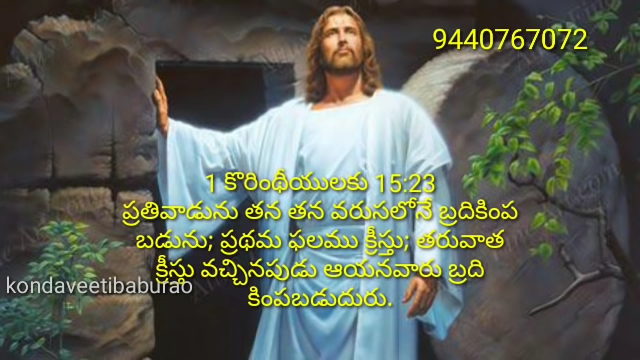 9440767072
1 కొరింథీయులకు 15:23
ప్రతివాడును తన తన వరుసలోనే బ్రదికింప
బడును; ప్రథమ ఫలము క్రీస్తు; తరువాత
క్రీస్తు వచ్చినపుడు ఆయనవారు బ్రది
కింపబడుదురు.
kondaveetibaburao